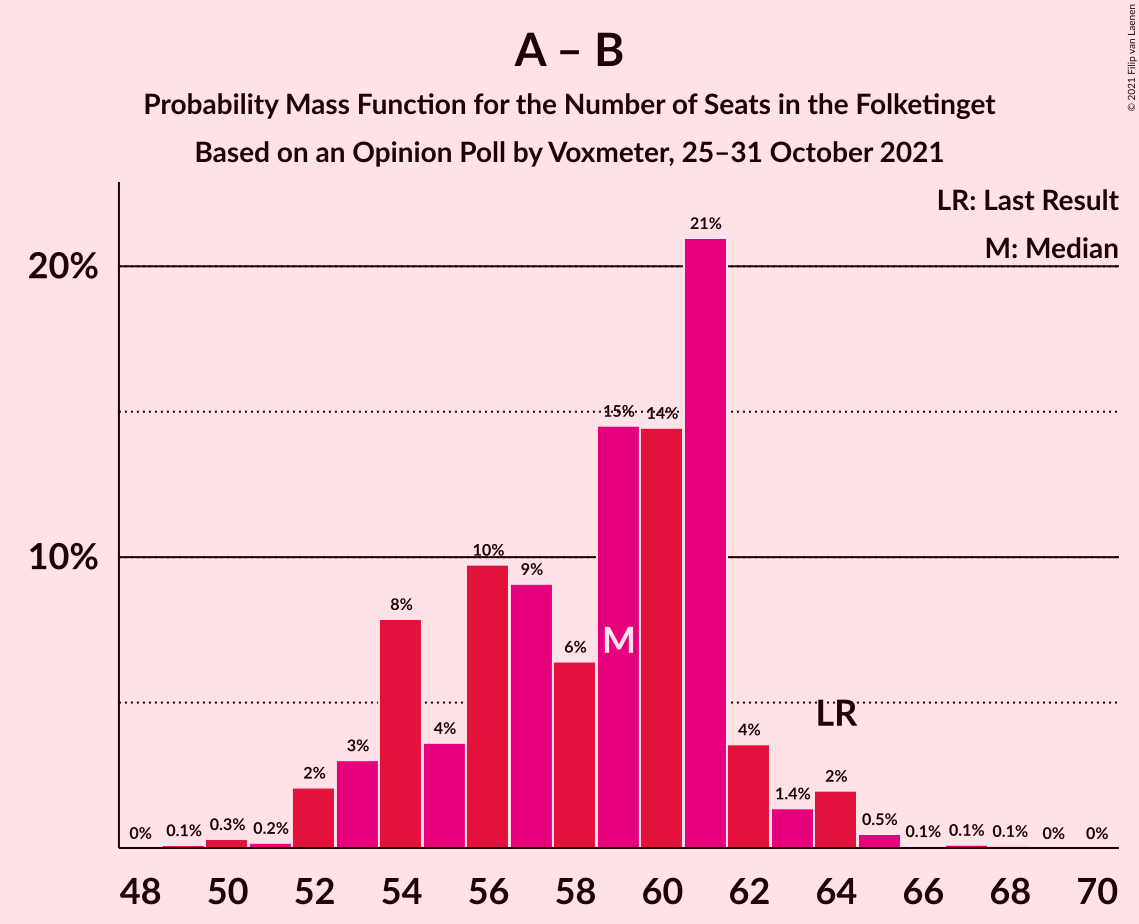 A – B
Probability Mass Function for the Number of Seats in the Folketinget
Based on an Opinion Poll by Voxmeter, 25–31 October 2021
© 2021 Filip van Laenen
LR: Last Result
M: Median
20%
10%
0%
0.1%
0.3%
0.2%
2%
3%
8%
4%
10%
9%
6%
15%
14%
21%
4%
1.4%
2%
0.5%
0.1%
0.1%
0.1%
0%
0%
M
LR
48 50 52 54 56 58 60 62 64 66 68 70